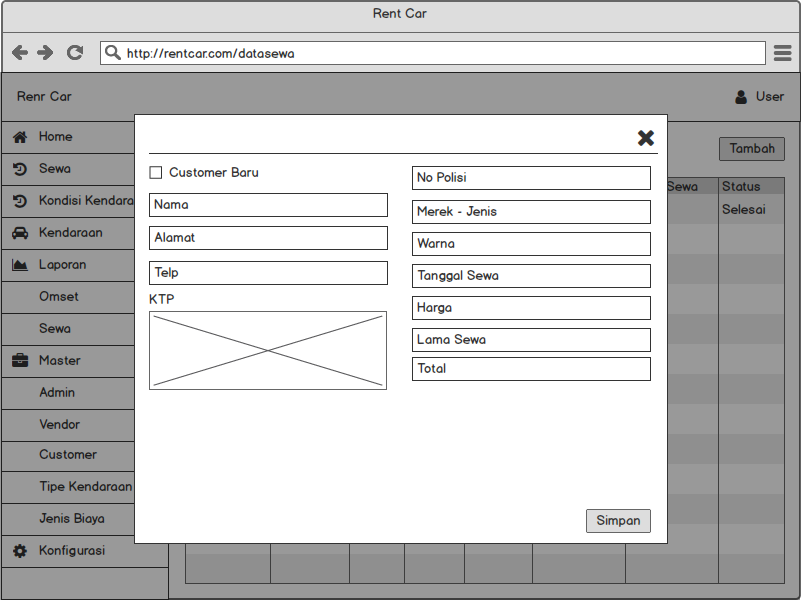 Rent Car
http://rentcar.com/datasewa
Renr Car
User
Home
Sewa
Kondisi Kendara
Kendaraan
Laporan
Omset
Sewa
Master
Admin
Vendor
Customer
Tipe Kendaraan
Jenis Biaya
Konfigurasi
Tambah
Sewa
Status
Selesai
Customer Baru
Nama
Alamat
Telp
KTP
No Polisi
Merek - Jenis
Warna
Tanggal Sewa
Harga
Lama Sewa
Total
Simpan